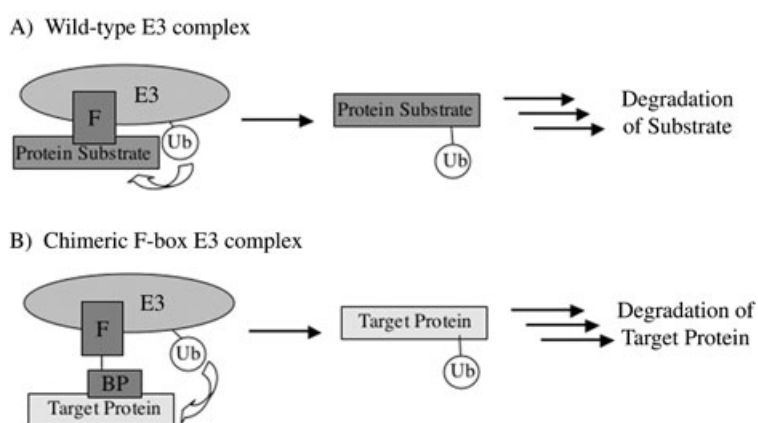 A) Wild-type E3 complex
E3
F
Ub
Protein Substrate
Protein Substrate
Ub
Degradation
of Substrate
B) Chimeric F-box E3 complex
E3
F
Ub
BP
Target Protein
Target Protein
Ub
Degradation of
Target Protein